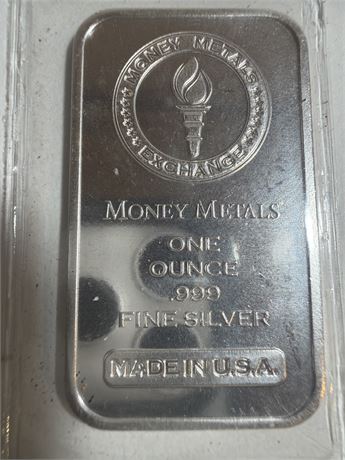 MONEY METALS
EXCHANGE
MONEY METALS
ONE
OUNCE
.999
FINE SILVER
MADE IN U.S.A.